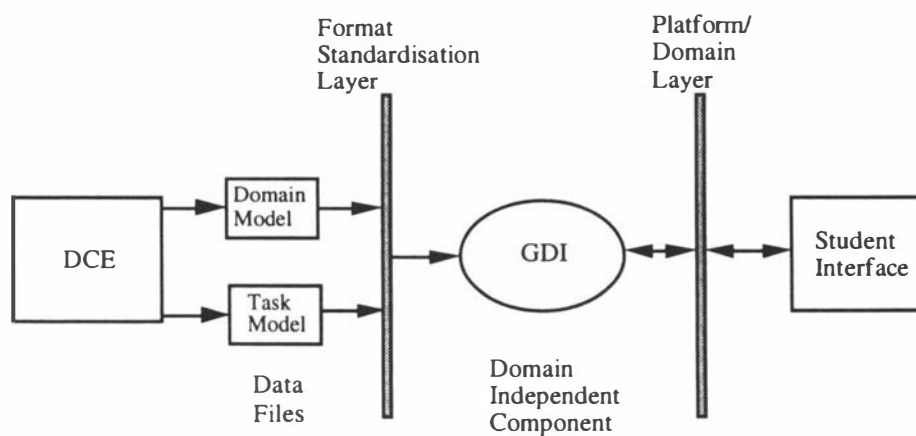 Format
Standardisation
Layer
Platform/
Domain
Layer
DCE
Domain
Model
Task
Model
Data
Files
GDI
Domain
Independent
Component
Student
Interface